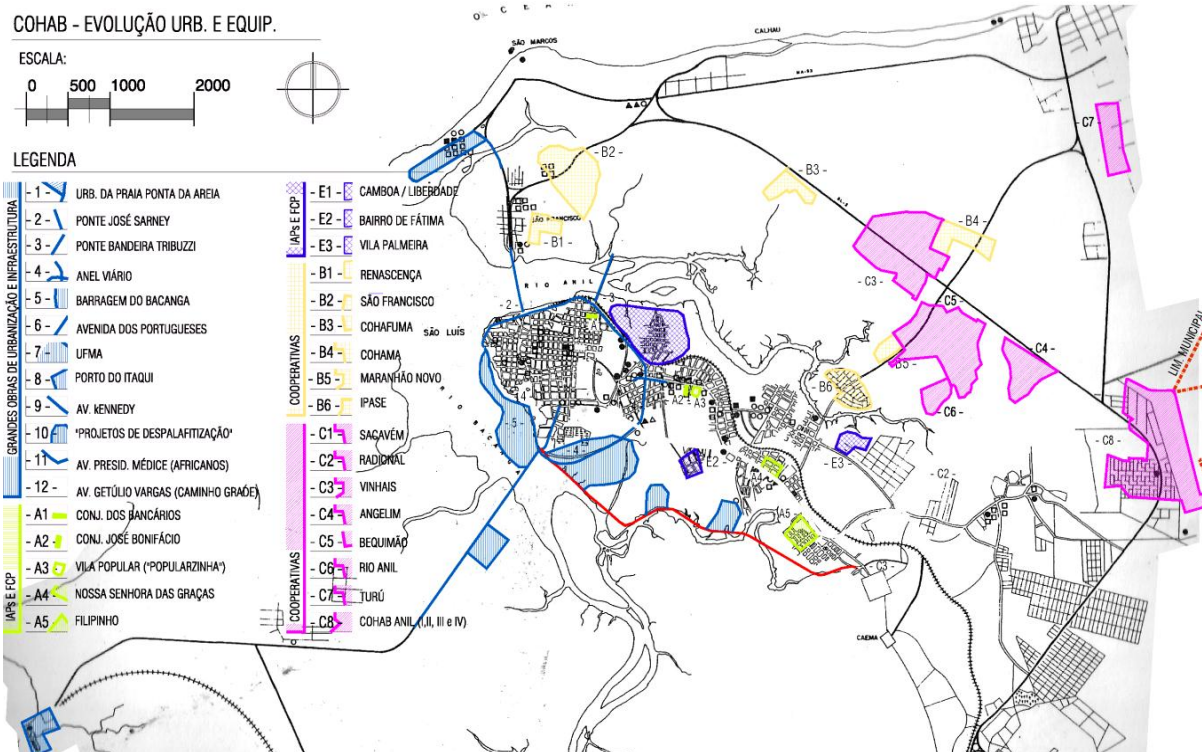 COHAB - EVOLUÇÃO URB. E EQUIP.
ESCALA:
0 500 1000 2000
LEGENDA
GRANDES OBRAS DE URBANIZAÇÃO E INFRAESTRUTURA
- 1 - URB. DA PRAIA PONTA DA AREIA
- 2 - PONTE JOSÉ SARNEY
- 3 - PONTE BANDEIRA TRIBUZZI
- 4 - ANEL VIÁRIO
- 5 - BARRAGEM DO BACANGA
- 6 - AVENIDA DOS PORTUGUESES
- 7 - UFMA
- 8 - PORTO DO ITAQUI
- 9 - AV. KENNEDY
- 10 - "PROJETOS DE DESPALAFITIZAÇÃO"
- 11 - AV. PRESID. MÉDICE (AFRICANOS)
- 12 - AV. GETÚLIO VARGAS (CAMINHO GRAÕE)
IAPs E FCP
- A1 - CONJ. DOS BANCÁRIOS
- A2 - CONJ. JOSÉ BONIFÁCIO
- A3 - VILA POPULAR ("POPULARZINHA")
- A4 - NOSSA SENHORA DAS GRAÇAS
- A5 - FILIPINHO
IAPs E FCP
- E1 - CAMBOA / LIBERDADE
- E2 - BAIRRO DE FÁTIMA
- E3 - VILA PALMEIRA
COOPERATIVAS
- B1 - RENASCENÇA
- B2 - SÃO FRANCISCO
- B3 - COHAFUMA
- B4 - COHAMA
- B5 - MARANHÃO NOVO
- B6 - IPASE
COOPERATIVAS
- C1 - SACAVÉM
- C2 - RADIONAL
- C3 - VINHAIS
- C4 - ANGELIM
- C5 - BEQUIMÃO
- C6 - RIO ANIL
- C7 - TURÚ
- C8 - COHAB ANIL (I,II, III e IV)
SÃO MARCOS
CALHAU
C7 -
- B2 -
- B3 -
SÃO FRANCISCO
- B1 -
- B4 -
- C3 -
RIO ANIL
- 2 -
- 3 -
C5 -
SÃO LUÍS
C4 -
LIM. MUNICIPAL
B5 -
B6 -
A2 - A3
14
- C6 -
RIO BACANGA
- 5 -
- 4 -
E2 -
- E3 -
- C8 -
- C2 -
A4
A5
CAEMA